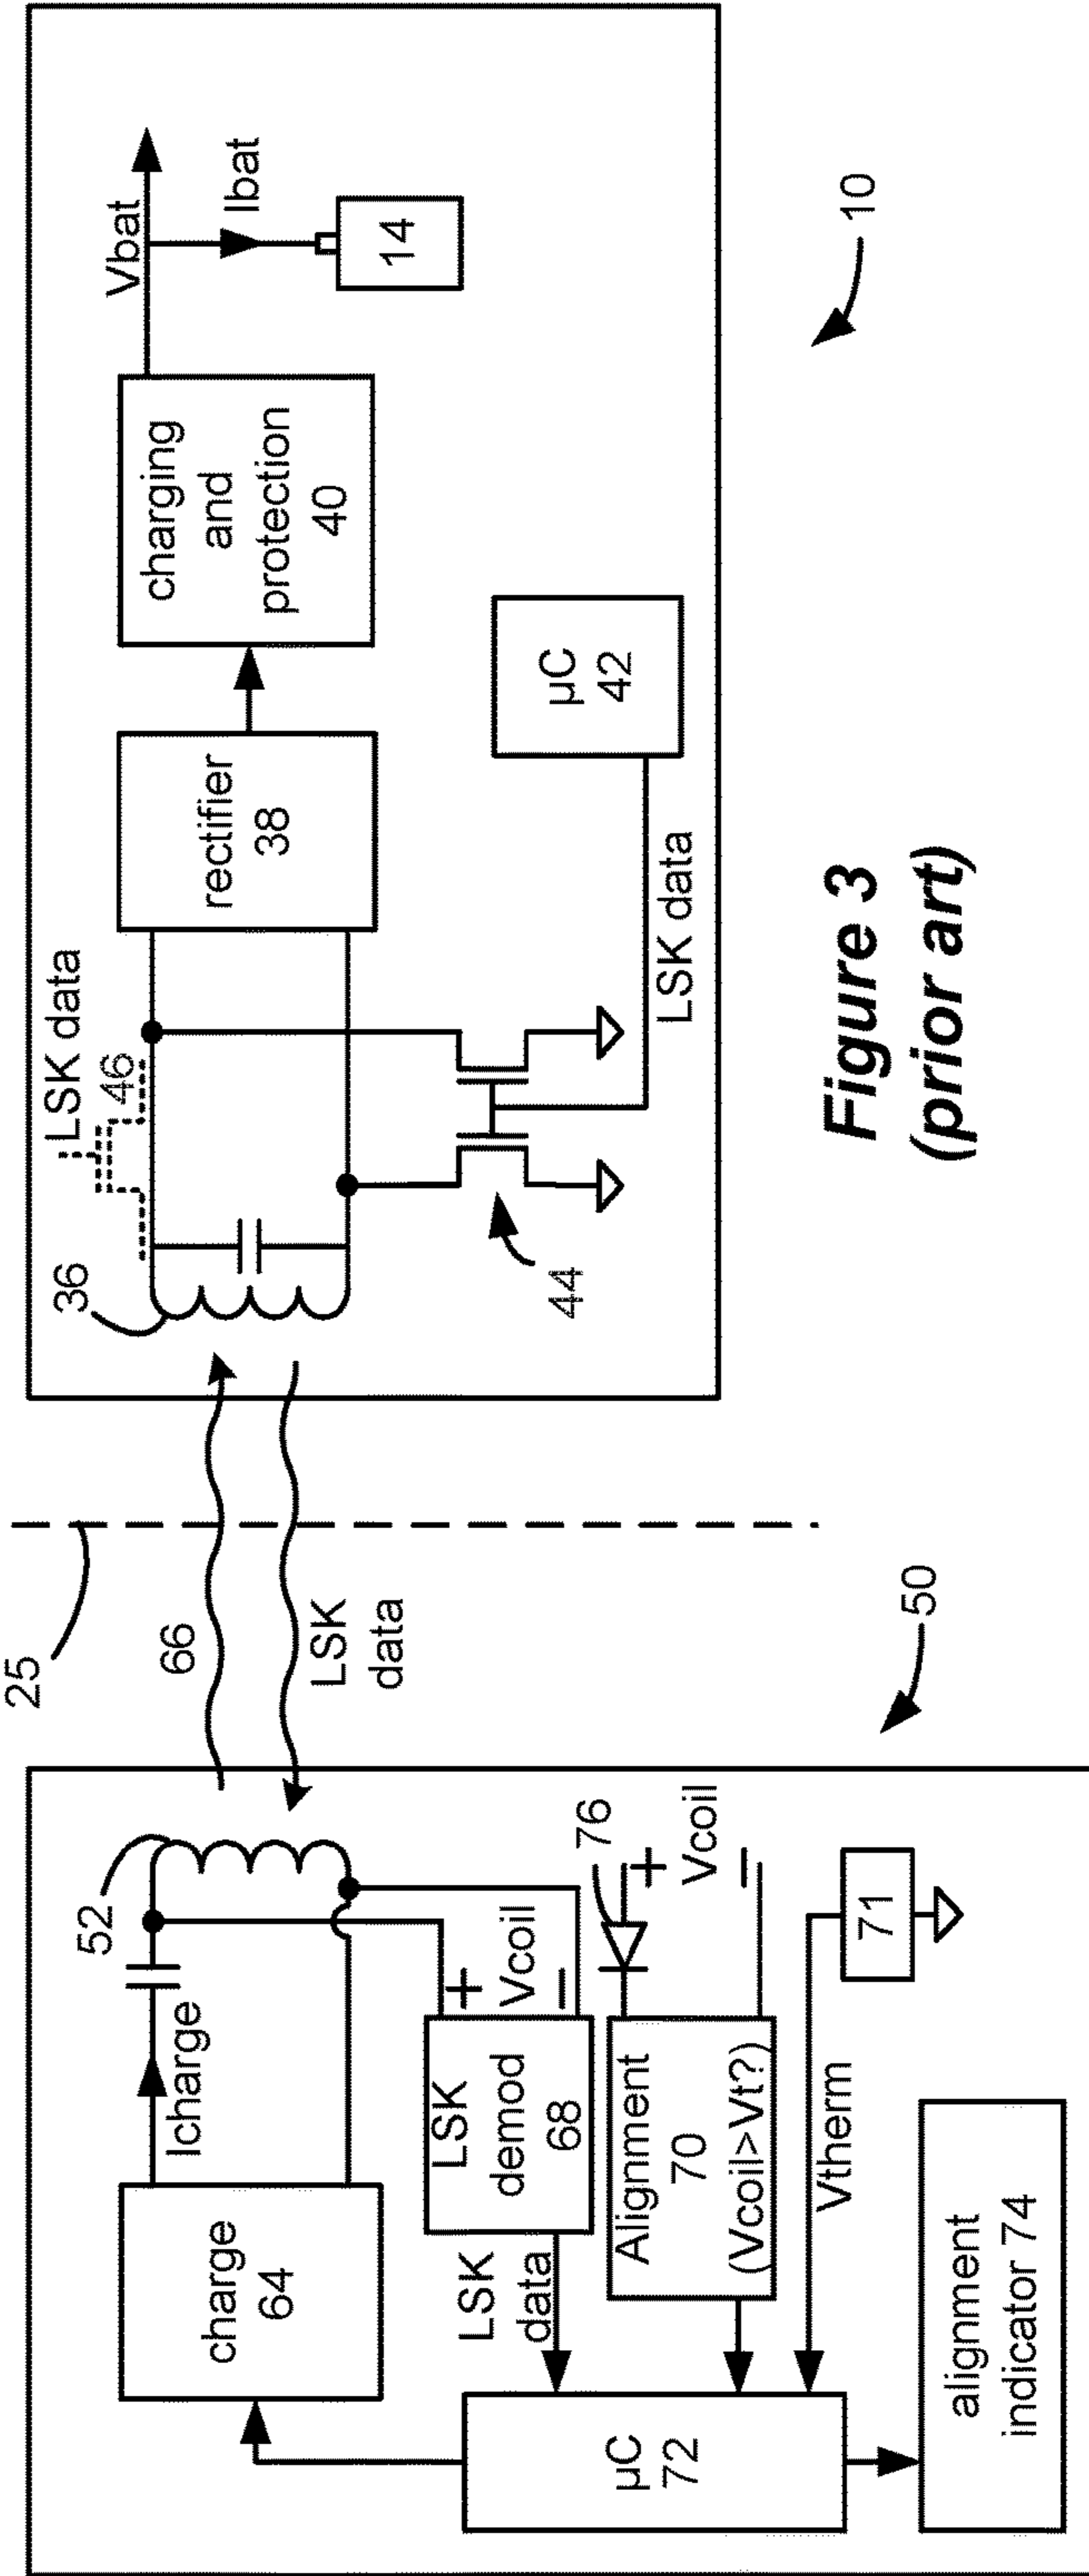 25
52
Icharge
charge
64
66
LSK
data
LSK
demod
68
+
Vcoil
−
LSK
data
76
Alignment
70
(Vcoil>Vt?)
+
Vcoil
−
µC
72
Vtherm
71
alignment
indicator 74
50
36
LSK data
46
rectifier
38
charging
and
protection
40
Vbat
Ibat
14
44
µC
42
LSK data
10
Figure 3
(prior art)